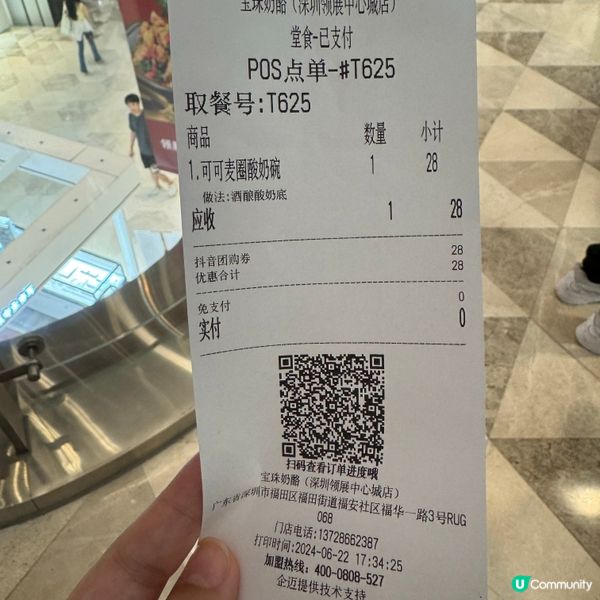 宝珠奶酪（深圳领展中心城店）
堂食-已支付
POS点单-#T625
取餐号:T625
商品 数量 小计
1.可可麦圈酸奶碗 1 28
做法:酒酿酸奶底
应收 1 28
抖音团购券 28
优惠合计 28
免支付 0
实付 0
扫码查看订单进度哦
宝珠奶酪（深圳领展中心城店）
广东省深圳市福田区福田街道福安社区福华一路3号RUG
068
门店电话:13728662387
打印时间:2024-06-22 17:34:25
加盟热线: 400-0808-527
企迈提供技术支持
U Community